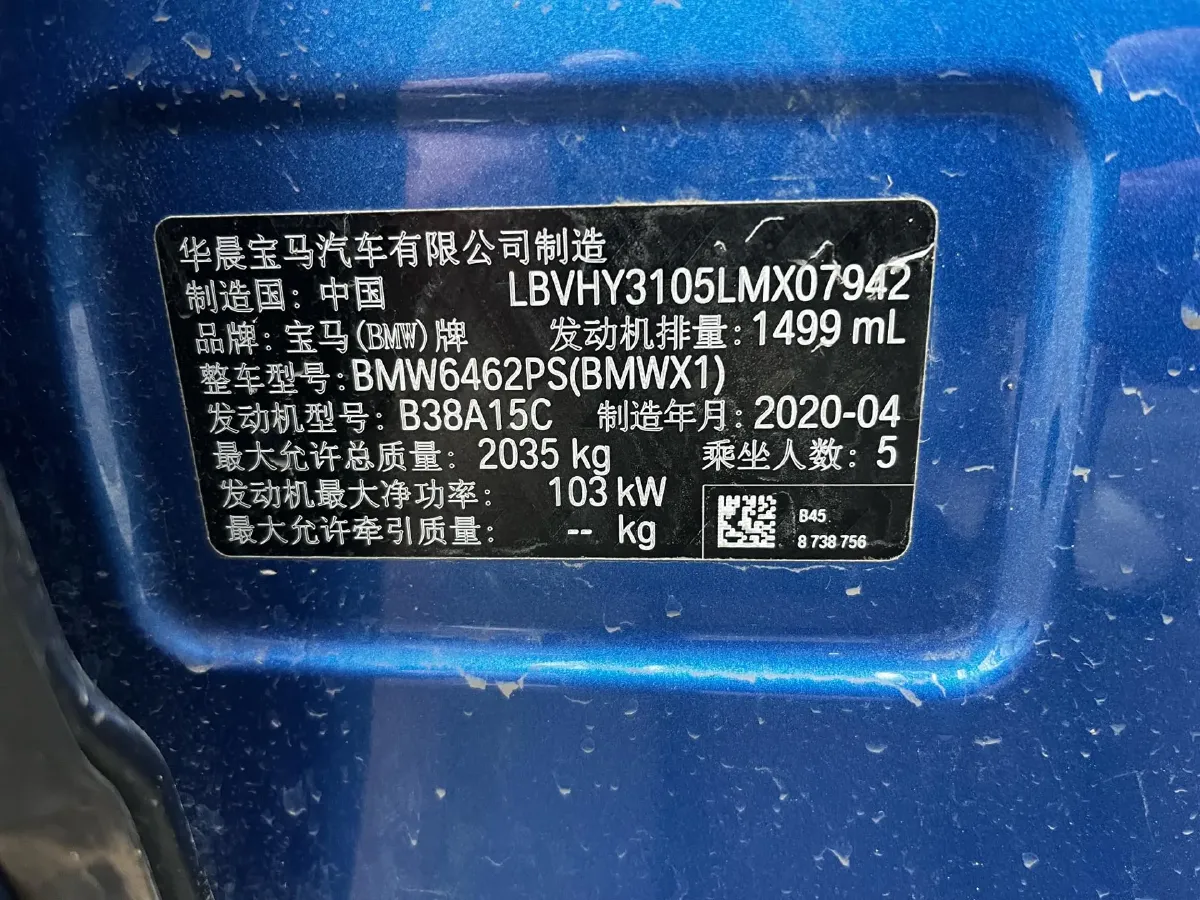 华晨宝马汽车有限公司制造
制造国：中国 LBVHY3105LMX07942
品牌：宝马(BMW)牌 发动机排量：1499 mL
整车型号：BMW6462PS(BMWX1)
发动机型号：B38A15C 制造年月：2020-04
最大允许总质量：2035 kg 乘坐人数：5
发动机最大净功率：103 kW
最大允许牵引质量：-- kg
B45
8 738 756